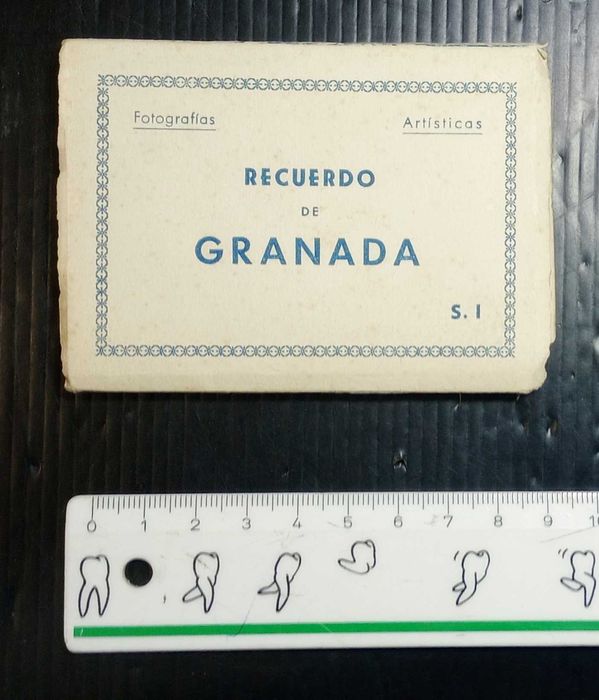 Fotografías Artísticas
RECUERDO
DE
GRANADA
S. I
0 1 2 3 4 5 6 7 8 9 10